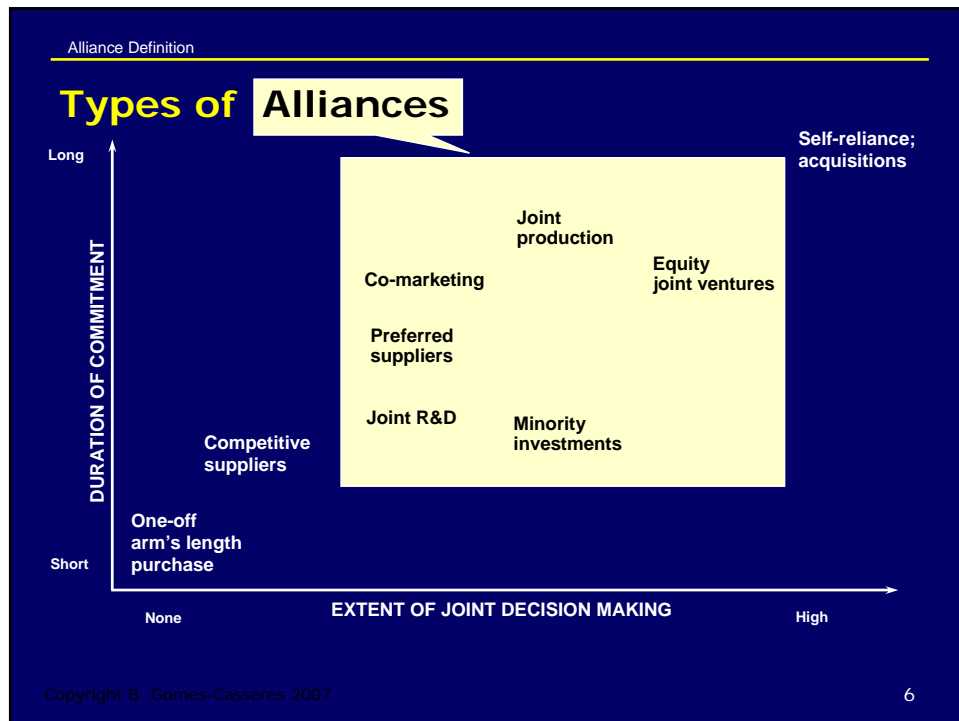 Alliance Definition
Types of Alliances
Long
Self-reliance;
acquisitions
Joint
production
Equity
joint ventures
Co-marketing
Preferred
suppliers
Joint R&D
Minority
investments
Competitive
suppliers
DURATION OF COMMITMENT
One-off
arm's length
purchase
Short
None
EXTENT OF JOINT DECISION MAKING
High
Copyright B. Gomes-Casseres 2007
6